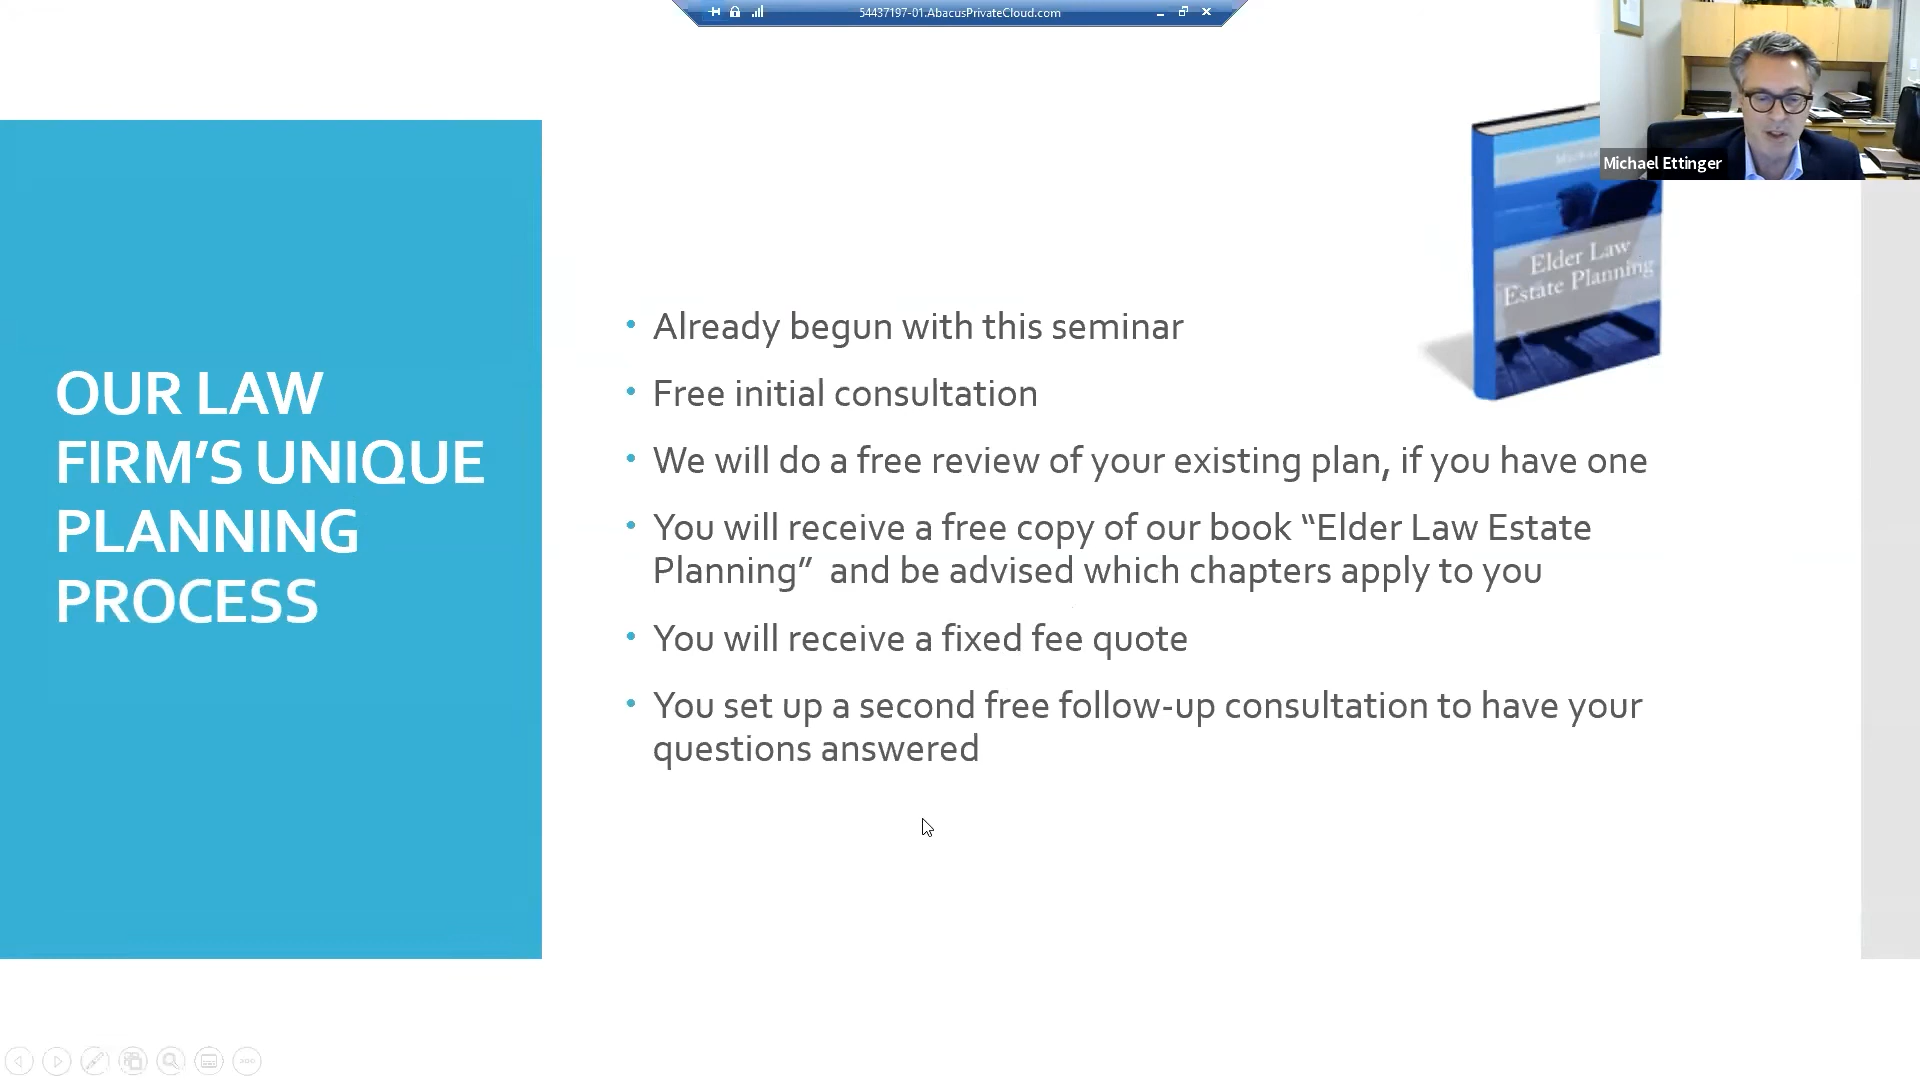 54437197-01.AbacusPrivateCloud.com
Michael Ettinger
Elder Law
Estate Planning
OUR LAW
FIRM’S UNIQUE
PLANNING
PROCESS
• Already begun with this seminar
• Free initial consultation
• We will do a free review of your existing plan, if you have one
• You will receive a free copy of our book “Elder Law Estate
Planning”  and be advised which chapters apply to you
• You will receive a fixed fee quote
• You set up a second free follow-up consultation to have your
questions answered